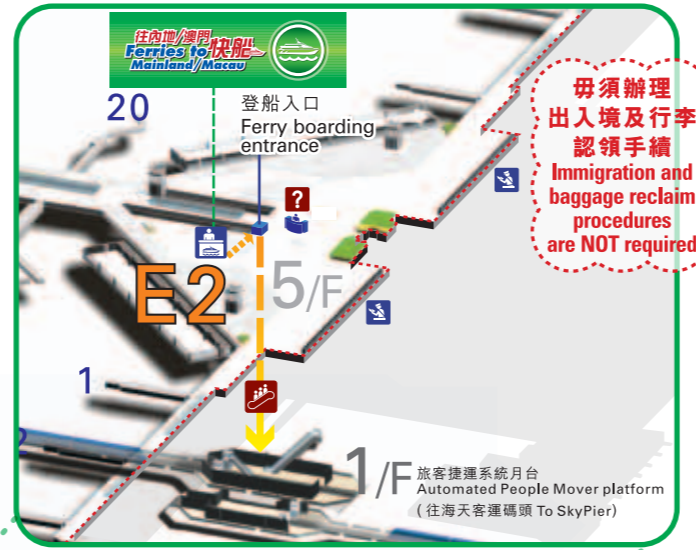 往內地/澳門
快船
Ferries to
Mainland/Macau
20
登船入口
Ferry boarding
entrance
毋須辦理
出入境及行李
認領手續
Immigration and
baggage reclaim
procedures
are NOT required
?
E2
5/F
1
2
1/F
旅客捷運系統月台
Automated People Mover platform
(往海天客運碼頭 To SkyPier)